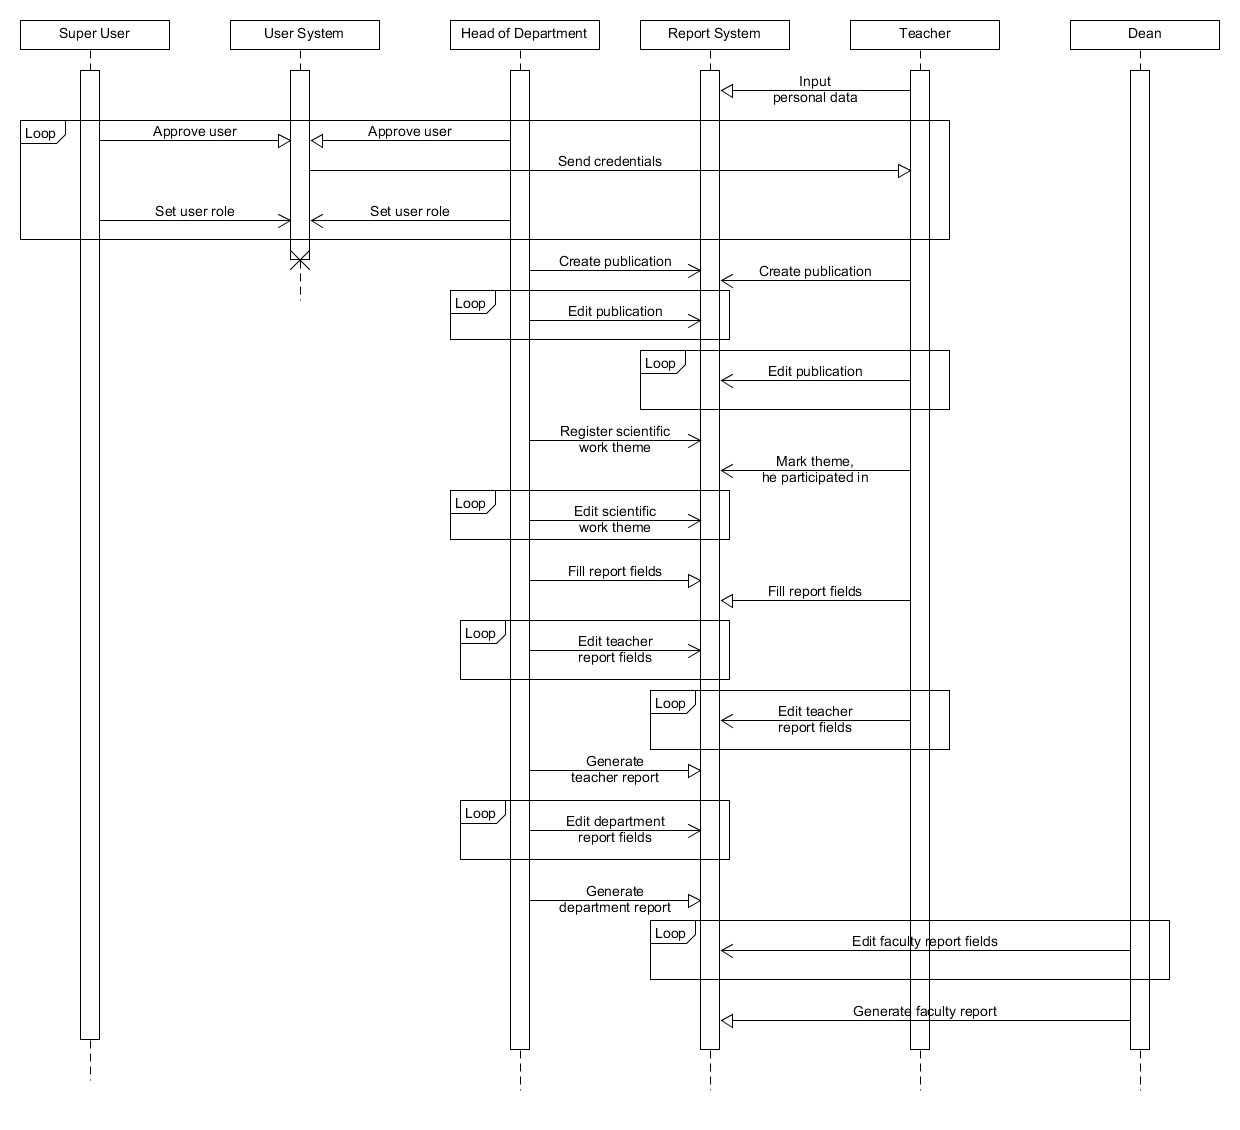 Super User
User System
Head of Department
Report System
Teacher
Dean
Input
personal data
Loop
Approve user
Approve user
Send credentials
Set user role
Set user role
Create publication
Create publication
Loop
Edit publication
Loop
Edit publication
Register scientific
work theme
Mark theme,
he participated in
Loop
Edit scientific
work theme
Fill report fields
Fill report fields
Loop
Edit teacher
report fields
Loop
Edit teacher
report fields
Generate
teacher report
Loop
Edit department
report fields
Generate
department report
Loop
Edit faculty report fields
Generate faculty report